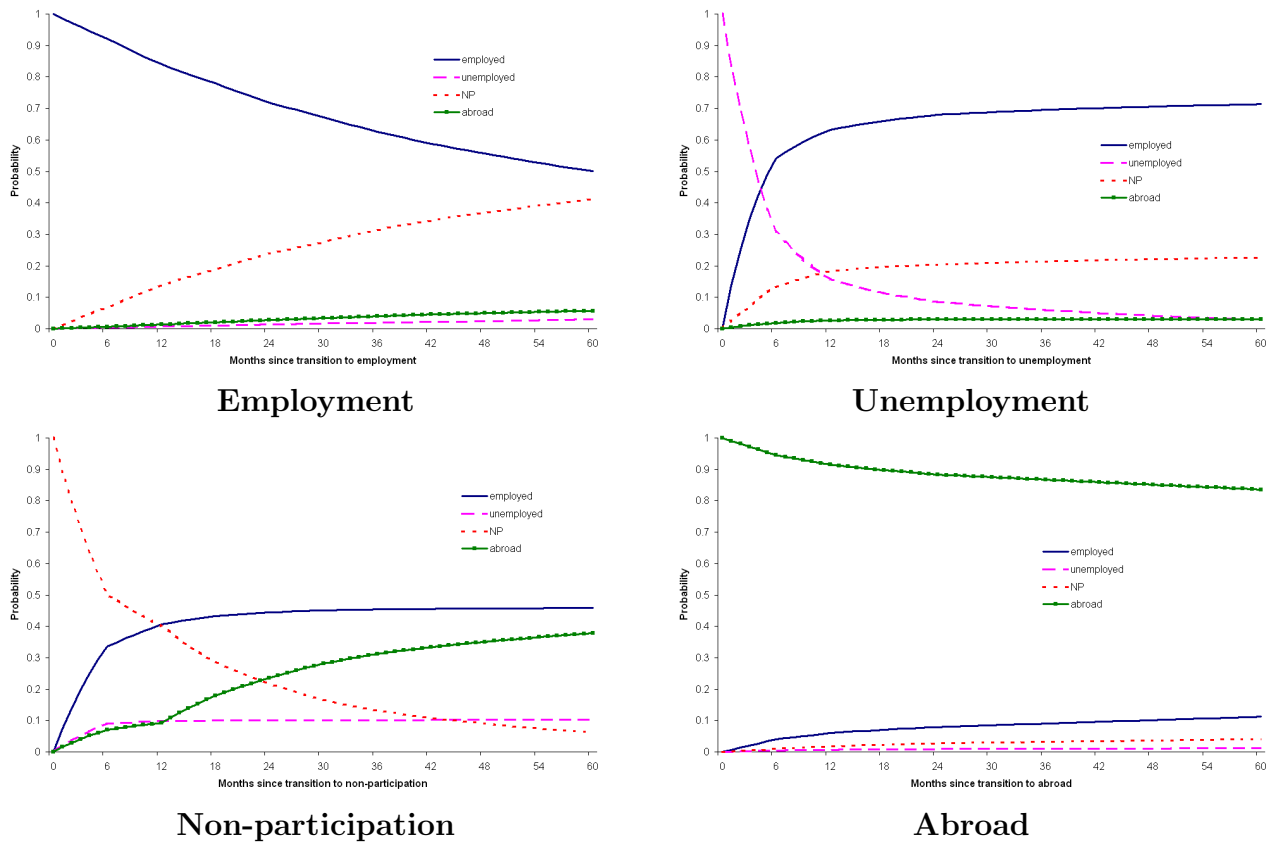 1
0.9
0.8
0.7
0.6
0.5
0.4
0.3
0.2
0.1
0
Probability
employed
unemployed
NP
abroad
0 6 12 18 24 30 36 42 48 54 60
Months since transition to employment
Employment
1
0.9
0.8
0.7
0.6
0.5
0.4
0.3
0.2
0.1
0
Probability
employed
unemployed
NP
abroad
0 6 12 18 24 30 36 42 48 54 60
Months since transition to unemployment
Unemployment
1
0.9
0.8
0.7
0.6
0.5
0.4
0.3
0.2
0.1
0
Probability
employed
unemployed
NP
abroad
0 6 12 18 24 30 36 42 48 54 60
Months since transition to non-participation
Non-participation
1
0.9
0.8
0.7
0.6
0.5
0.4
0.3
0.2
0.1
0
Probability
employed
unemployed
NP
abroad
0 6 12 18 24 30 36 42 48 54 60
Months since transition to abroad
Abroad